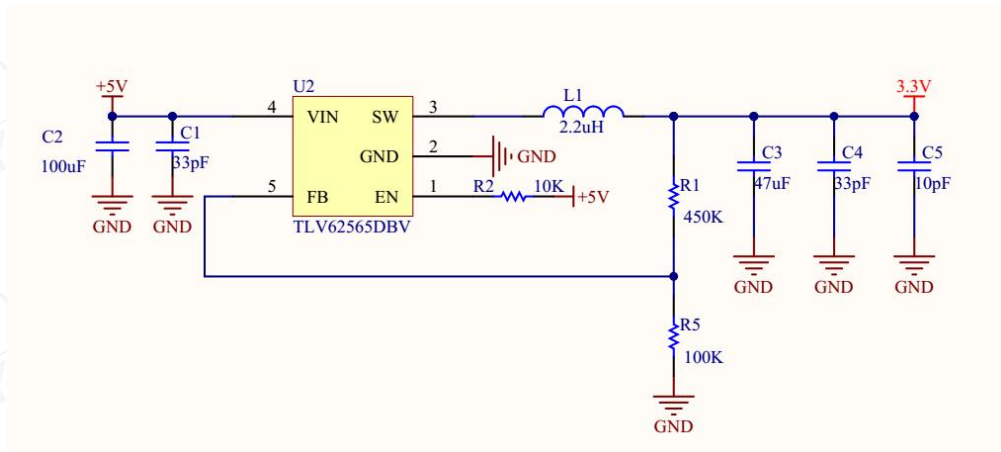 +5V
U2
3.3V
C2
100uF
C1
33pF
4
VIN
SW
3
L1
2.2uH
GND
2
GND
5
FB
EN
1
R2
10K
+5V
TLV62565DBV
GND
GND
R1
450K
C3
47uF
C4
33pF
C5
10pF
GND
GND
GND
R5
100K
GND